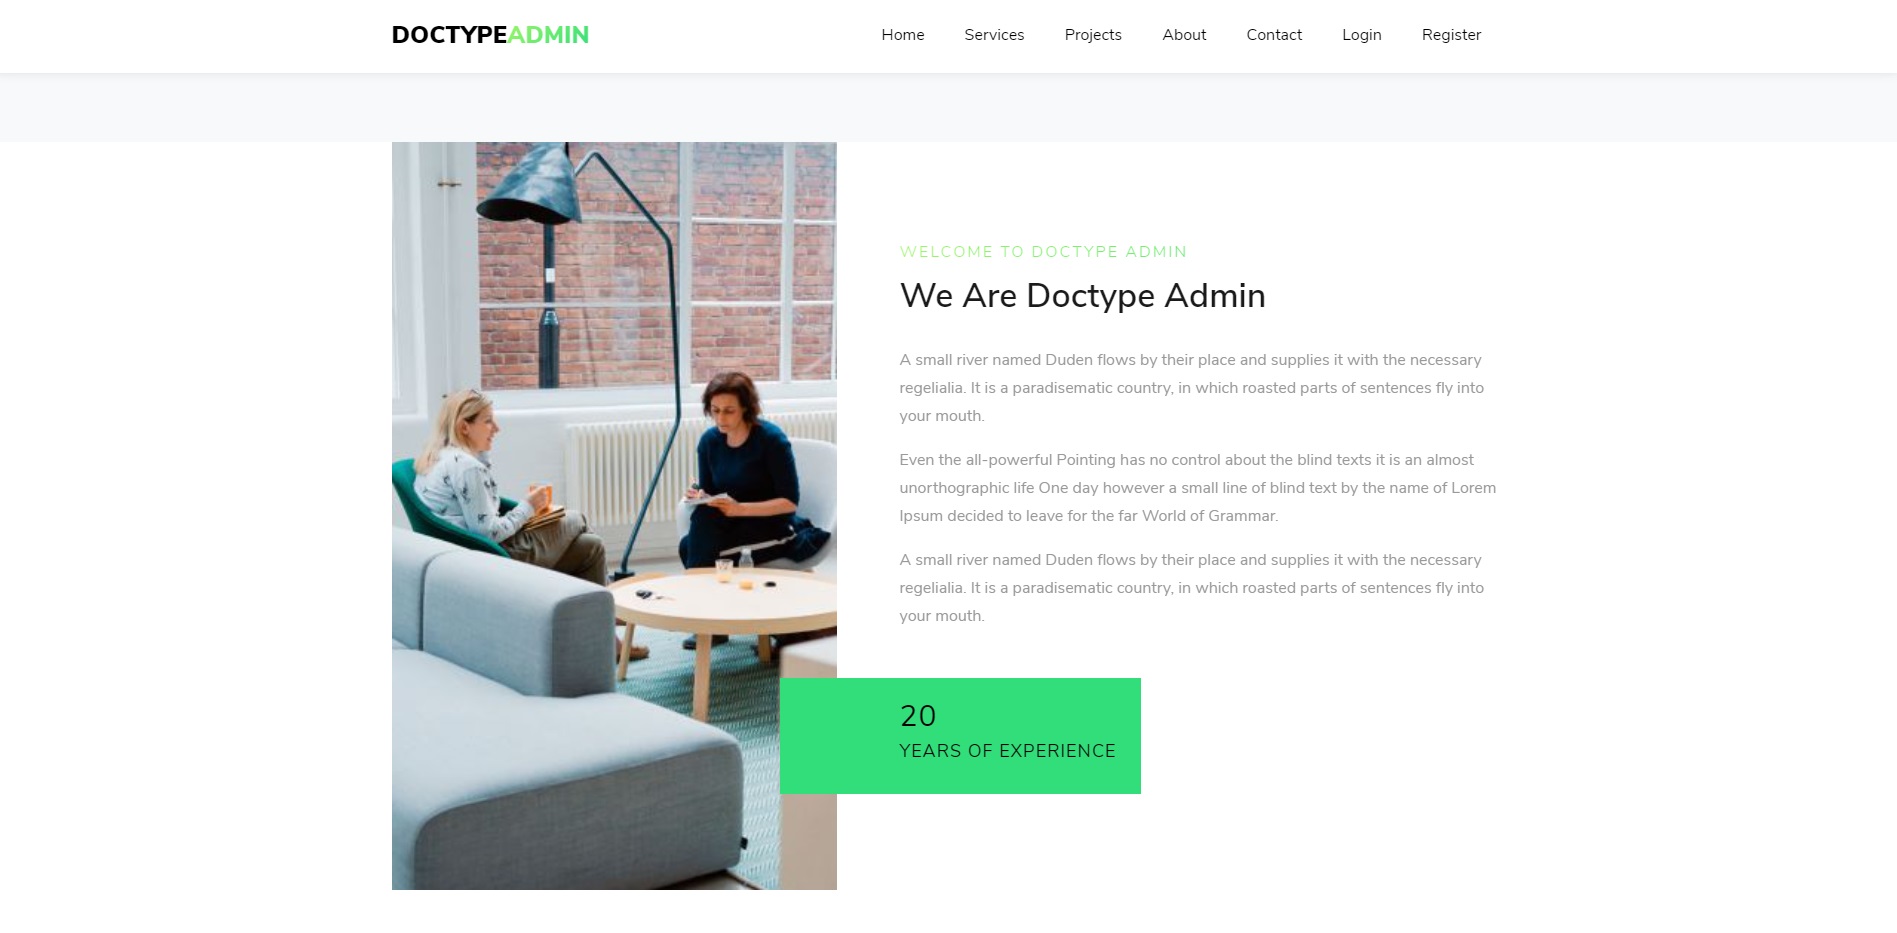 DOCTYPEADMIN
Home Services Projects About Contact Login Register
WELCOME TO DOCTYPE ADMIN
We Are Doctype Admin
A small river named Duden flows by their place and supplies it with the necessary
regelialia. It is a paradisematic country, in which roasted parts of sentences fly into
your mouth.
Even the all-powerful Pointing has no control about the blind texts it is an almost
unorthographic life One day however a small line of blind text by the name of Lorem
Ipsum decided to leave for the far World of Grammar.
A small river named Duden flows by their place and supplies it with the necessary
regelialia. It is a paradisematic country, in which roasted parts of sentences fly into
your mouth.
20
YEARS OF EXPERIENCE